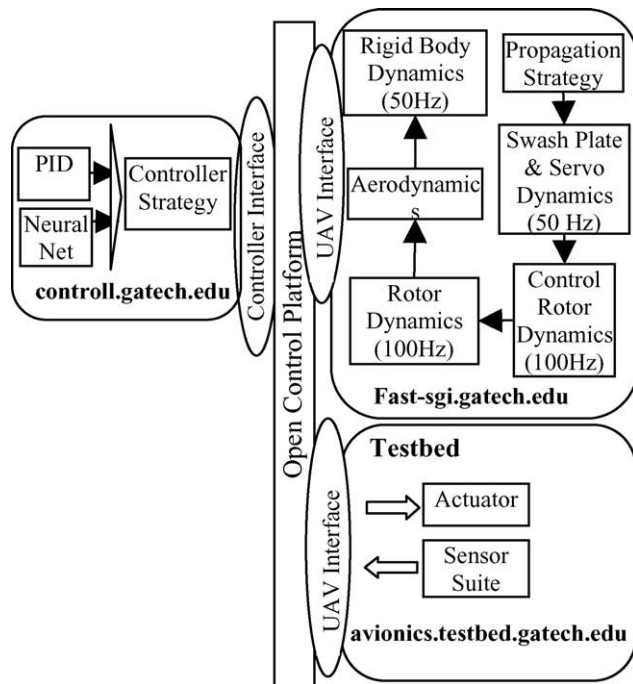 PID
Neural
Net
Controller
Strategy
controll.gatech.edu
Controller Interface
Open Control Platform
UAV Interface
Rigid Body
Dynamics
(50Hz)
Propagation
Strategy
Swash Plate
& Servo
Dynamics
(50 Hz)
Aerodynamic
s
Rotor
Dynamics
(100Hz)
Control
Rotor
Dynamics
(100Hz)
Fast-sgi.gatech.edu
Testbed
UAV Interface
Actuator
Sensor
Suite
avionics.testbed.gatech.edu